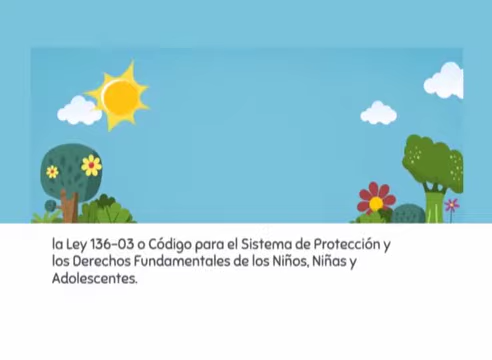 la Ley 136-03 o Código para el Sistema de Protección y
los Derechos Fundamentales de los Niños, Niñas y
Adolescentes.